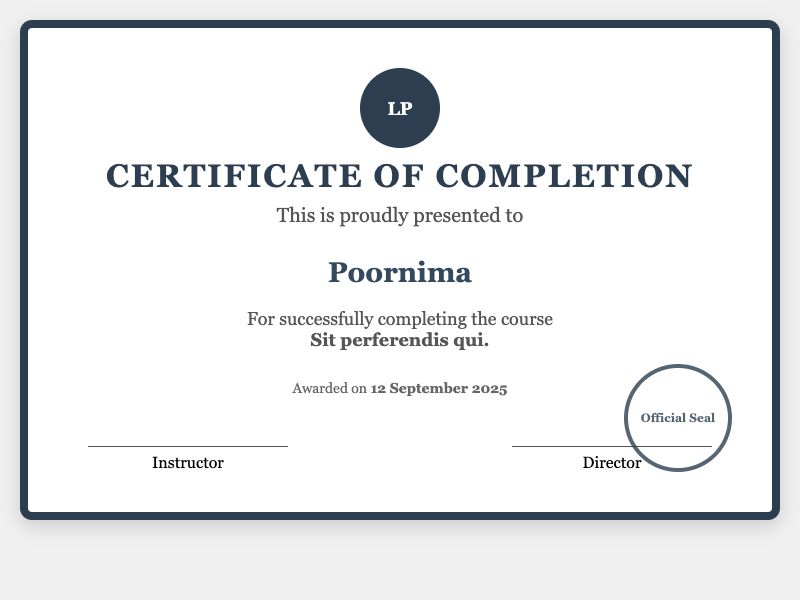 LP
CERTIFICATE OF COMPLETION
This is proudly presented to
Poornima
For successfully completing the course
Sit perferendis qui.
Awarded on 12 September 2025
Official Seal
Instructor
Director